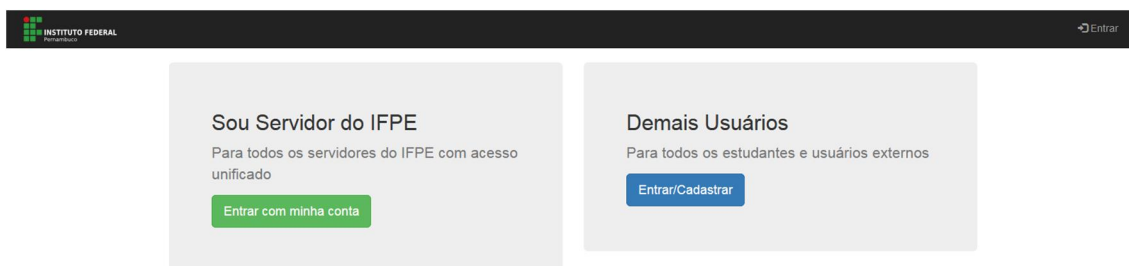 INSTITUTO FEDERAL
Pernambuco
Entrar
Sou Servidor do IFPE
Para todos os servidores do IFPE com acesso
unificado
Entrar com minha conta
Demais Usuários
Para todos os estudantes e usuários externos
Entrar/Cadastrar